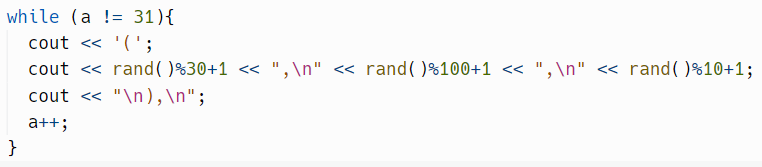 while (a != 31){
  cout << '(';
  cout << rand()%30+1 << ",\n" << rand()%100+1 << ",\n" << rand()%10+1;
  cout << "\n),\n";
  a++;
}